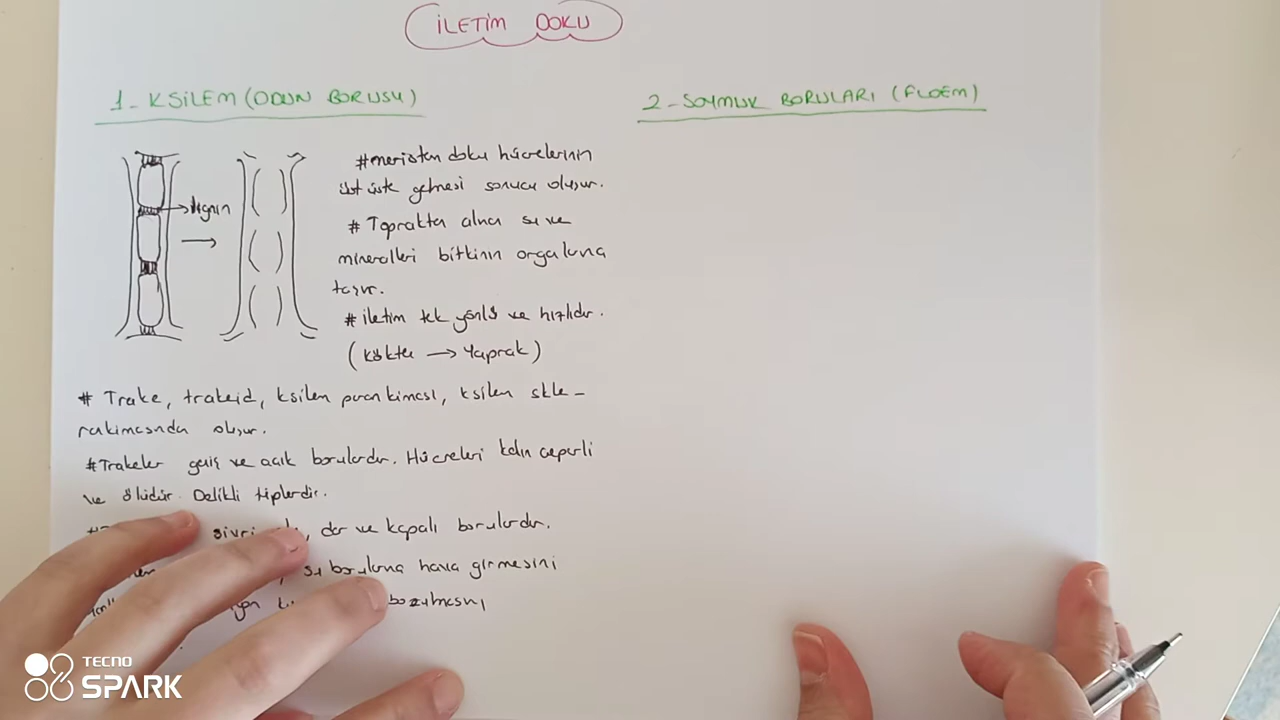 İLETİM DOKU
1- KSİLEM (ODUN BORUSU)
lignin
#meristem doku hücrelerinin
üst üste gelmesi sonucu oluşur.
# Topraktan alınan su ve
mineralleri bitkinin organlarına
taşır.
# iletim tek yönlü ve hızlıdır.
(Kökten → Yaprak)
# Trake, trakeid, ksilem parankiması, ksilem skle-
rankimasından oluşur.
#Trakeler geniş ve açık borulardır. Hücreleri kalın çeperli
ve ölüdür. Delikli tiplerdir.
dar ve kapalı borulardır.
su borularına hava girmesini
bozulmasını
2- SOYMUK BORULARI (FLOEM)
TECNO
SPARK